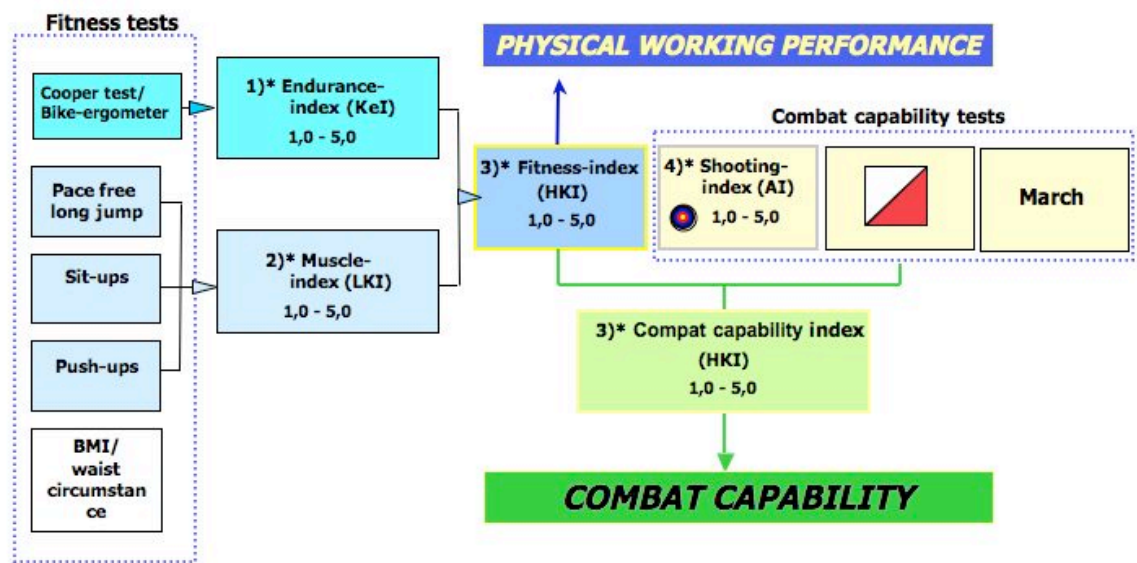 Fitness tests
Cooper test/
Bike-ergometer
Pace free
long jump
Sit-ups
Push-ups
BMI/
waist
circumstan
ce
1)* Endurance-
index (KeI)
1,0 - 5,0
2)* Muscle-
index (LKI)
1,0 - 5,0
PHYSICAL WORKING PERFORMANCE
3)* Fitness-index
(HKI)
1,0 - 5,0
Combat capability tests
4)* Shooting-
index (AI)
1,0 - 5,0
March
3)* Compat capability index
(HKI)
1,0 - 5,0
COMBAT CAPABILITY